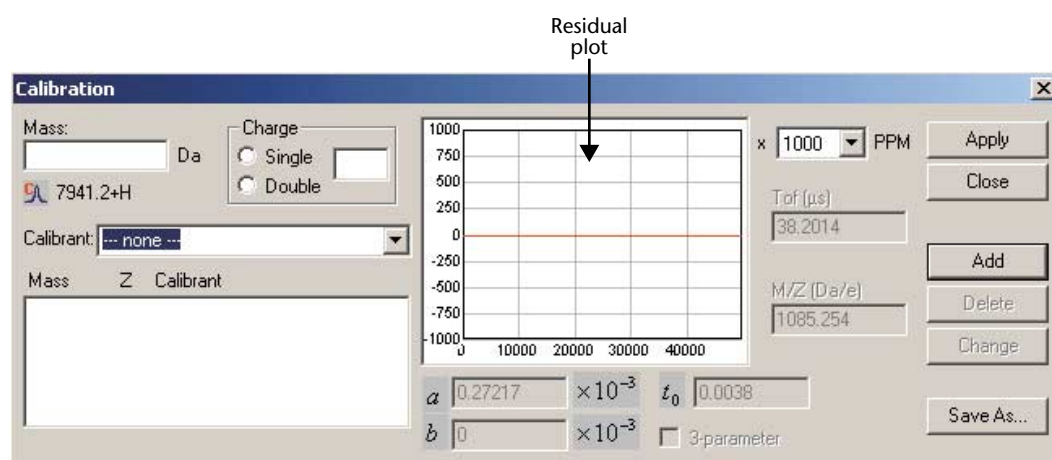 Residual
plot
Calibration
Mass:
Da
7941.2+H
Charge
Single
Double
Calibrant: --- none ---
Mass Z Calibrant
1000
750
500
250
0
-250
-500
-750
-1000
0 10000 20000 30000 40000
× 1000 PPM
Tof (µs)
38.2014
M/Z (Da/e)
1085.254
a 0.27217 ×10⁻³ t₀ 0.0038
b 0 ×10⁻³ 3-parameter
Apply
Close
Add
Delete
Change
Save As...